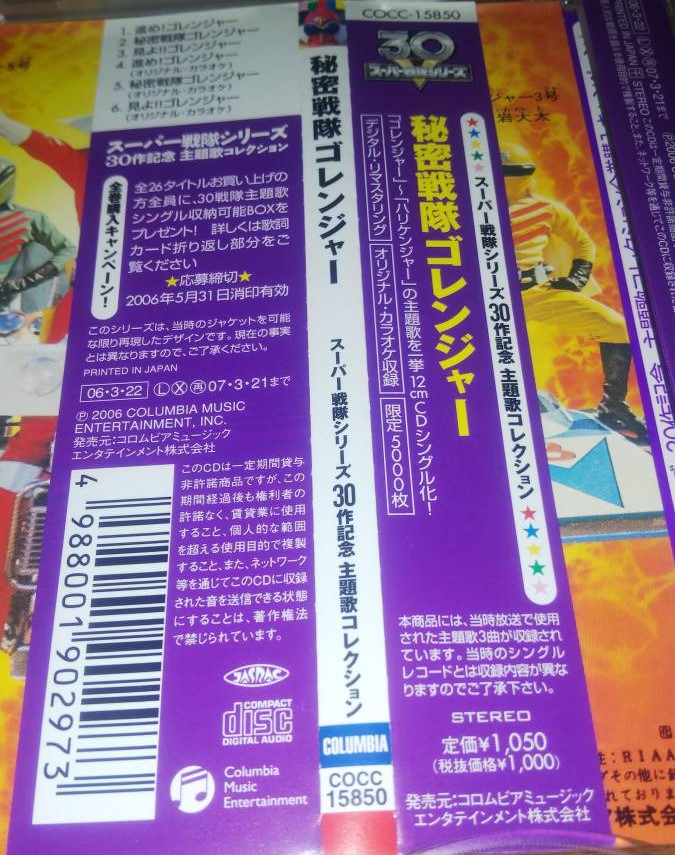 1. 進め!ゴレンジャー
2. 秘密戦隊ゴレンジャー
3. 見よ!!ゴレンジャー
4. 進め!ゴレンジャー
(オリジナル・カラオケ)
5. 秘密戦隊ゴレンジャー
(オリジナル・カラオケ)
6. 見よ!!ゴレンジャー
(オリジナル・カラオケ)
スーパー戦隊シリーズ
30作記念 主題歌コレクション
全巻購入キャンペーン!
全26タイトルお買い上げの
方全員に、30戦隊主題歌
シングル収納可能BOXを
プレゼント! 詳しくは歌詞
カード折り返し部分をご
覧ください
★応募締切★
2006年5月31日消印有効
このシリーズは、当時のジャケットを可能
な限り再現したデザインです。現在の事実
とは異なりますので、ご了承ください。
PRINTED IN JAPAN
06・3・22 Ⓛ Ⓧ 再 07・3・21まで
Ⓟ 2006 COLUMBIA MUSIC
ENTERTAINMENT, INC.
発売元:コロムビアミュージック
エンタテインメント株式会社
4 988001 902973
このCDは一定期間貸与
非許諾商品ですが、この
期間経過後も権利者の
許諾なく、賃貸業に使用
すること、個人的な範囲
を超える使用目的で複製
すること、また、ネットワーク
等を通じてこのCDに収録
された音を送信できる状態
にすることは、著作権法
で禁じられています。
JASRAC
COMPACT
disc
DIGITAL AUDIO
Columbia
Music
Entertainment
秘密戦隊ゴレンジャー
スーパー戦隊シリーズ 30作記念 主題歌コレクション
COLUMBIA
COCC
15850
COCC-15850
30
スーパー戦隊シリーズ
★★★★★ スーパー戦隊シリーズ 30作記念 主題歌コレクション ★★★★★
秘密戦隊ゴレンジャー
「ゴレンジャー」～「ハリケンジャー」の主題歌を一挙12cmCDシングル化!
デジタル・リマスタリング オリジナル・カラオケ収録 限定5000枚
本商品には、当時放送で使用
された主題歌3曲が収録され
ています。当時のシングル
レコードとは収録内容が異な
りますのでご了承下さい。
STEREO
定価¥1,050
(税抜価格¥1,000)
発売元:コロムビアミュージック
エンタテインメント株式会社
ジャー3号
岩大太